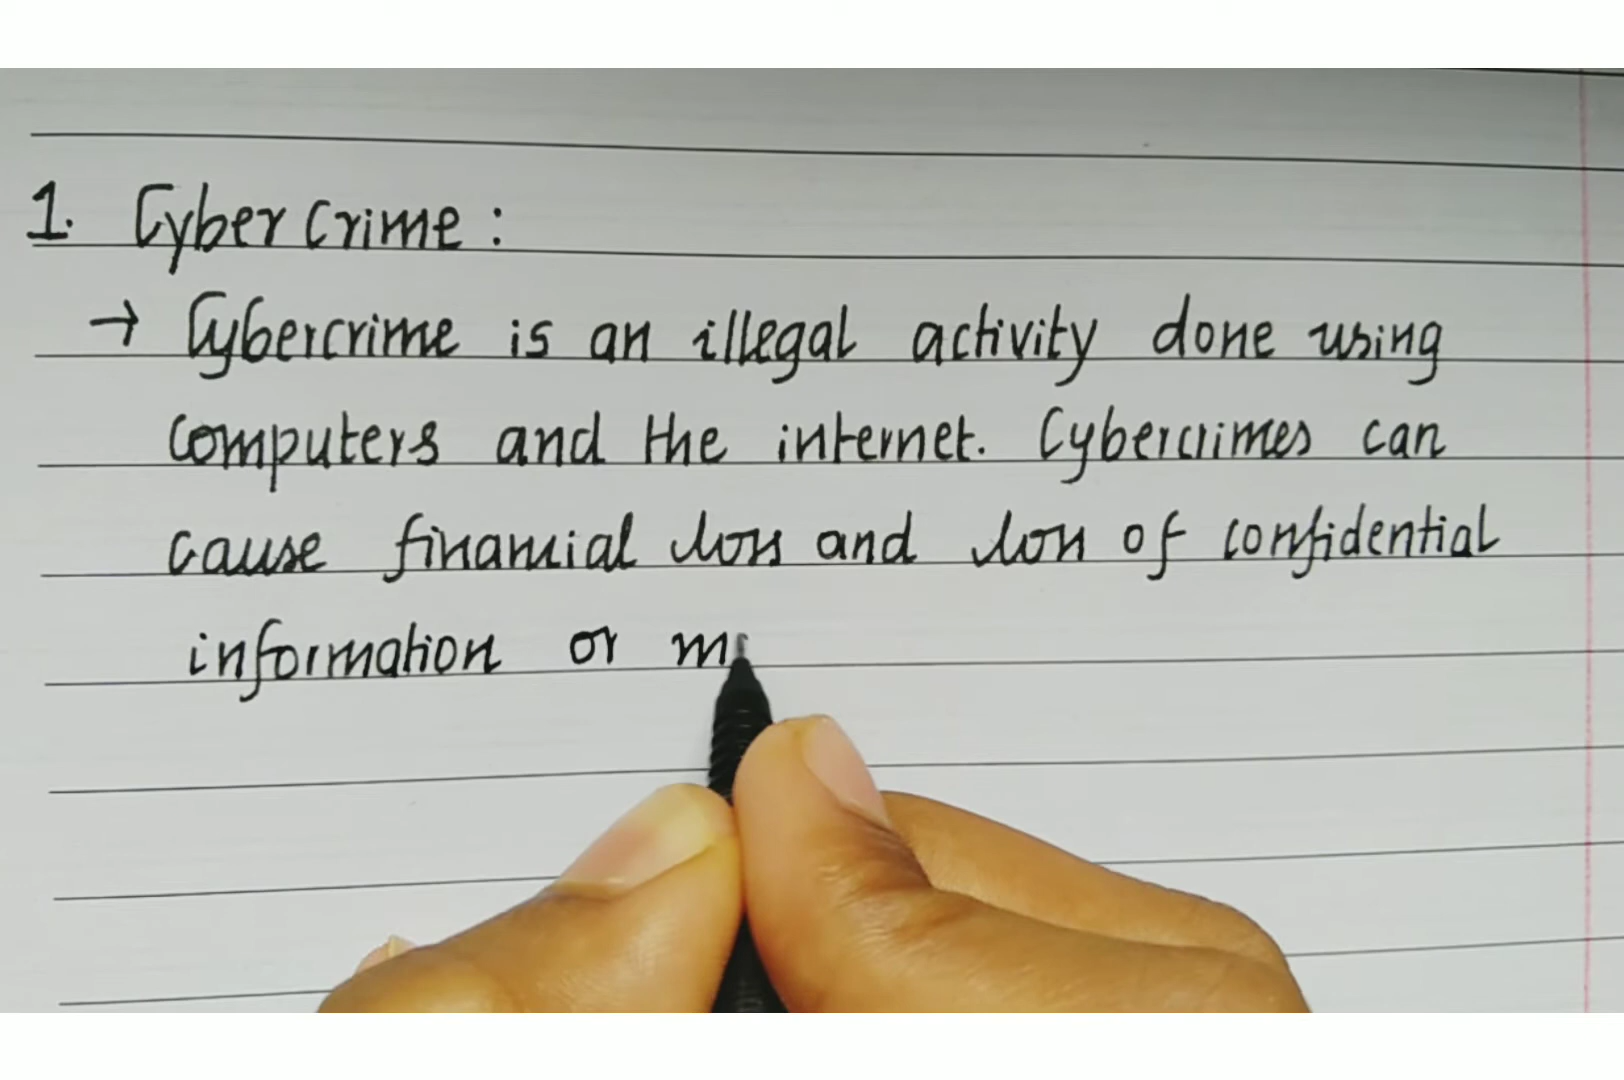 1. Cyber Crime :
→ Cybercrime is an illegal activity done using
computers and the internet. Cybercrimes can
cause financial loss and loss of confidential
information or